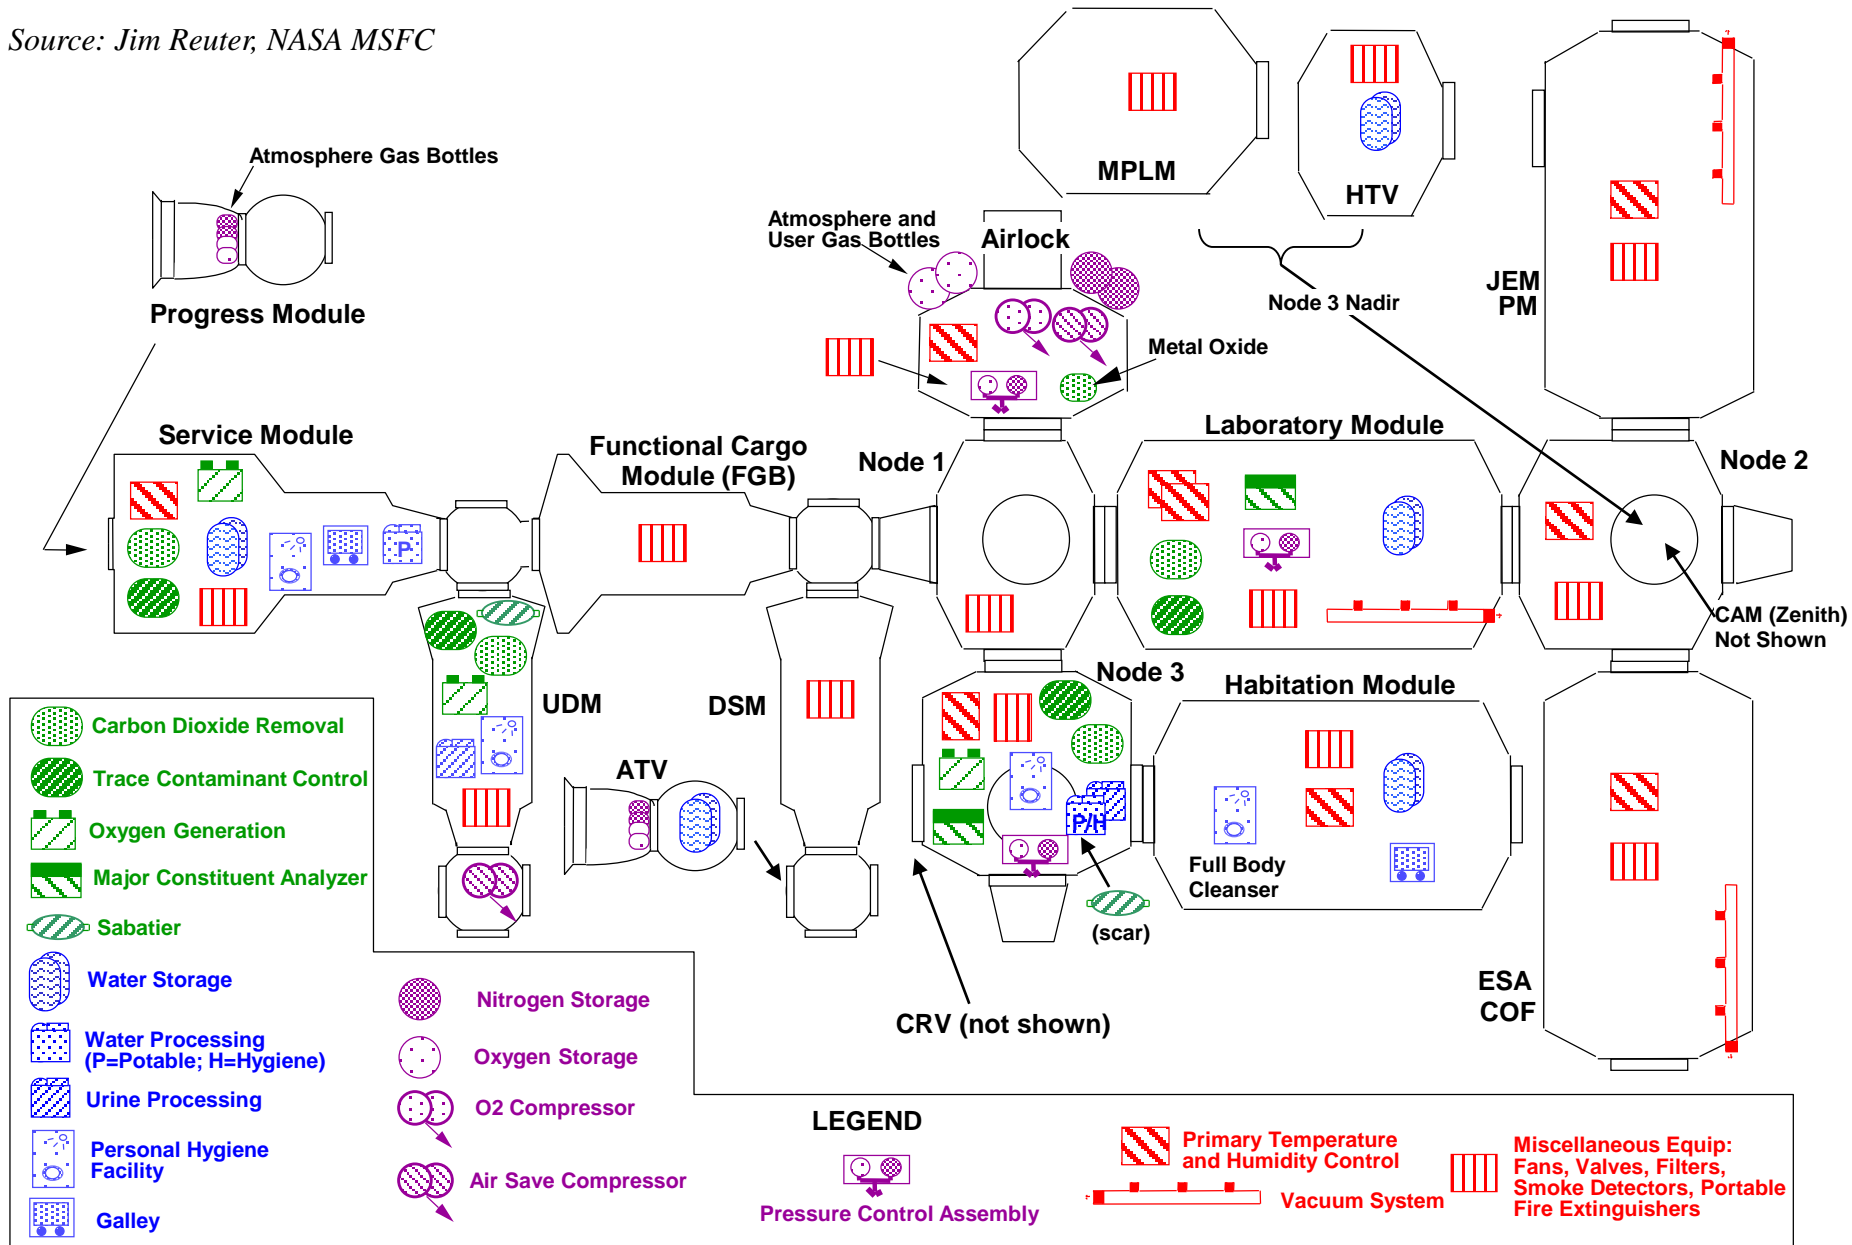 Source: Jim Reuter, NASA MSFC
Atmosphere Gas Bottles
Progress Module
MPLM
HTV
Atmosphere and
User Gas Bottles
Airlock
Node 3 Nadir
JEM
PM
Metal Oxide
Service Module
Functional Cargo
Module (FGB)
Node 1
Laboratory Module
Node 2
P
CAM (Zenith)
Not Shown
UDM
DSM
Node 3
Habitation Module
ATV
P/H
Full Body
Cleanser
(scar)
CRV (not shown)
ESA
COF
Carbon Dioxide Removal
Trace Contaminant Control
Oxygen Generation
Major Constituent Analyzer
Sabatier
Water Storage
Water Processing
(P=Potable; H=Hygiene)
Urine Processing
Personal Hygiene
Facility
Galley
Nitrogen Storage
Oxygen Storage
O2 Compressor
Air Save Compressor
LEGEND
Pressure Control Assembly
Primary Temperature
and Humidity Control
Vacuum System
Miscellaneous Equip:
Fans, Valves, Filters,
Smoke Detectors, Portable
Fire Extinguishers